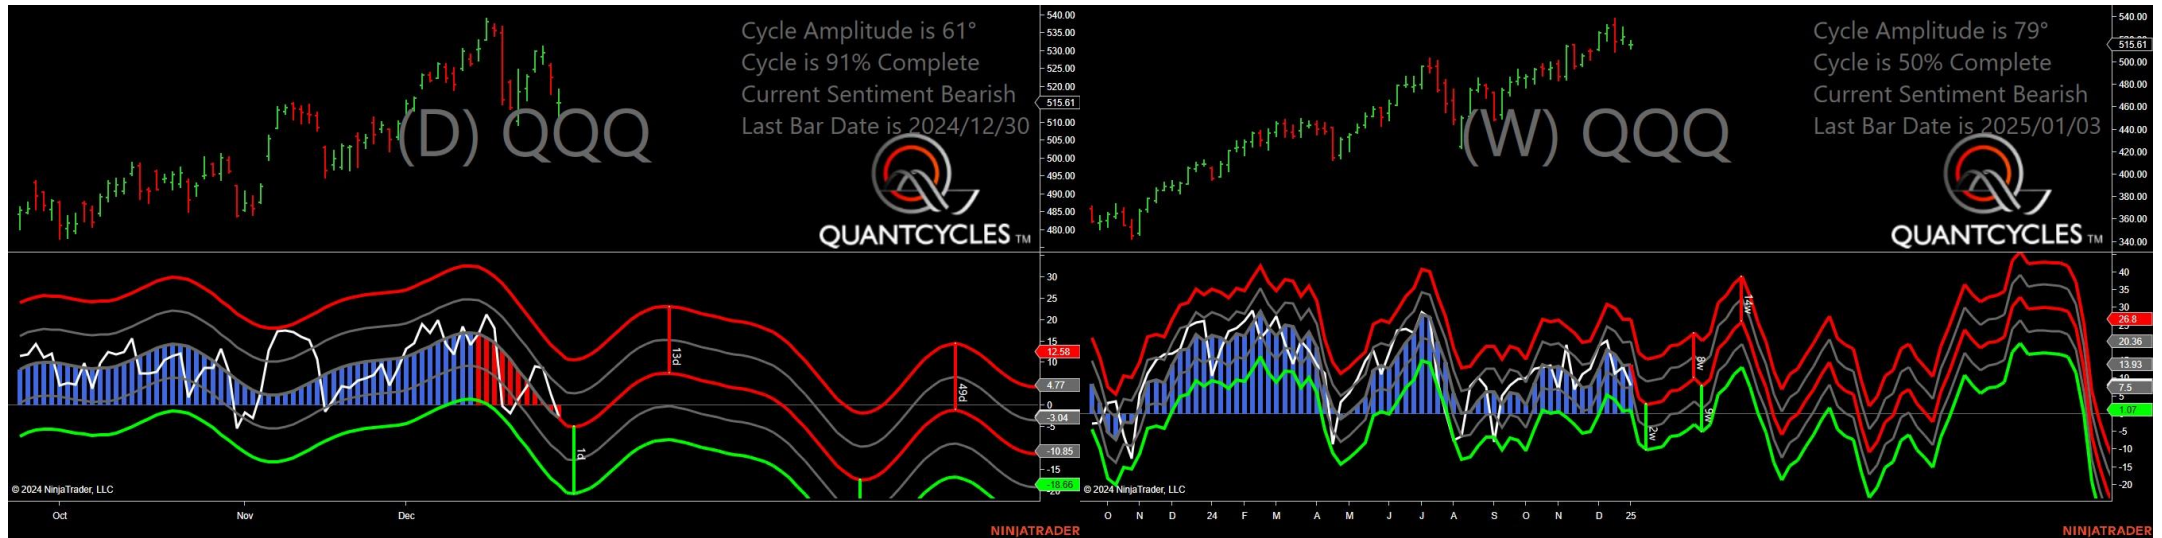 Cycle Amplitude is 61°
Cycle is 91% Complete
Current Sentiment Bearish
Last Bar Date is 2024/12/30
(D) QQQ
QUANTCYCLES TM
540.00
535.00
530.00
525.00
520.00
515.61
510.00
505.00
500.00
495.00
490.00
485.00
480.00
30
25
20
15
12.58
4.77
0
-3.04
-5
-10.85
-15
-18.66
13d
49d
1d
© 2024 NinjaTrader, LLC
Oct Nov Dec
NINJATRADER
Cycle Amplitude is 79°
Cycle is 50% Complete
Current Sentiment Bearish
Last Bar Date is 2025/01/03
(W) QQQ
QUANTCYCLES TM
540.00
515.61
500.00
480.00
460.00
440.00
420.00
400.00
380.00
360.00
340.00
40
35
30
26.8
20.36
13.93
7.5
5
1.07
-5
-10
-15
-20
14w
8w
9w
2w
© 2024 NinjaTrader, LLC
O N D 24 F M A M J J A S O N D 25
NINJATRADER